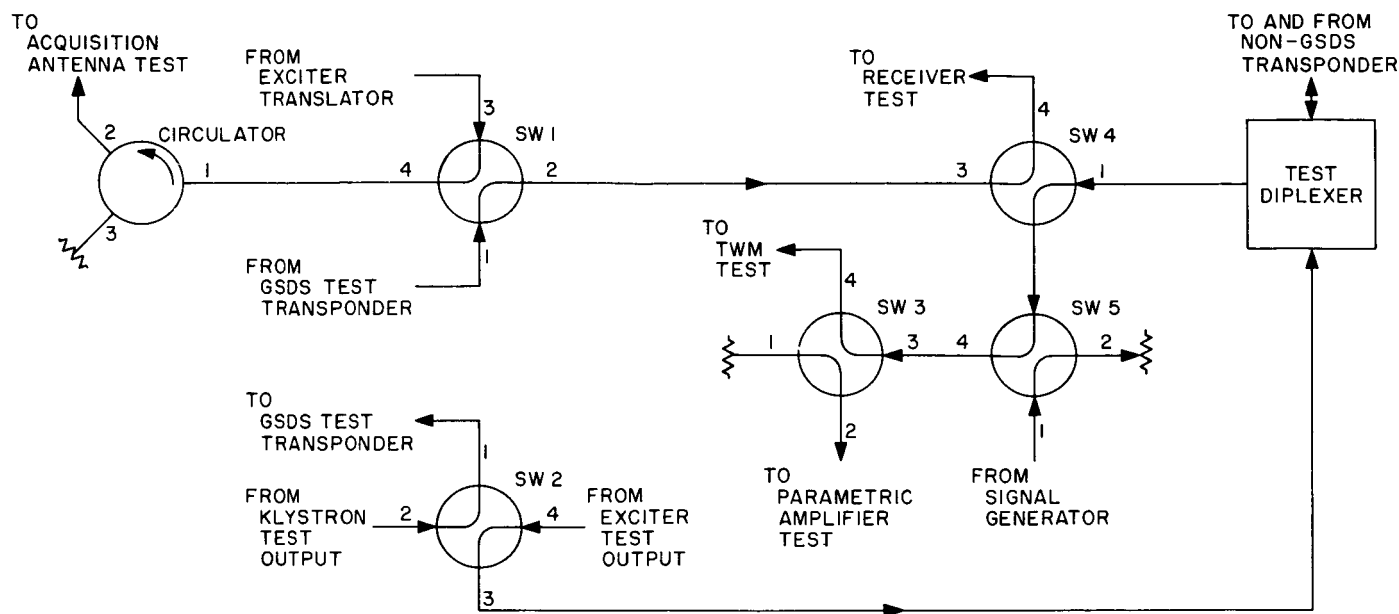 TO
ACQUISITION
ANTENNA TEST
2
CIRCULATOR
1
3
FROM
EXCITER
TRANSLATOR
3
SW 1
4
2
1
FROM
GSDS TEST
TRANSPONDER
TO
RECEIVER
TEST
4
SW 4
3
1
TO AND FROM
NON-GSDS
TRANSPONDER
TEST
DIPLEXER
TO
TWM
TEST
4
SW 3
1
3
2
TO
PARAMETRIC
AMPLIFIER
TEST
SW 5
4
2
1
FROM
SIGNAL
GENERATOR
TO
GSDS TEST
TRANSPONDER
1
SW 2
FROM
KLYSTRON
TEST
OUTPUT
2
4
FROM
EXCITER
TEST
OUTPUT
3